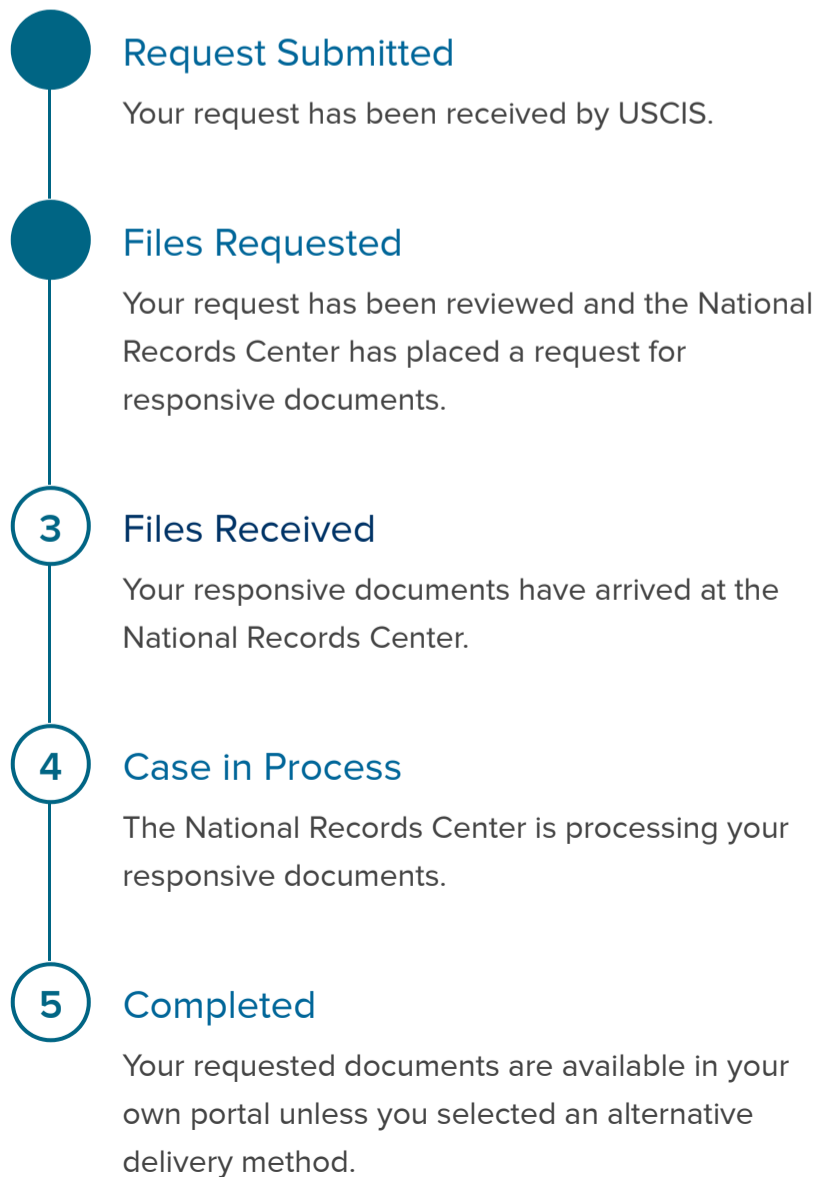 Request Submitted
Your request has been received by USCIS.
Files Requested
Your request has been reviewed and the National
Records Center has placed a request for
responsive documents.
3
Files Received
Your responsive documents have arrived at the
National Records Center.
4
Case in Process
The National Records Center is processing your
responsive documents.
5
Completed
Your requested documents are available in your
own portal unless you selected an alternative
delivery method.